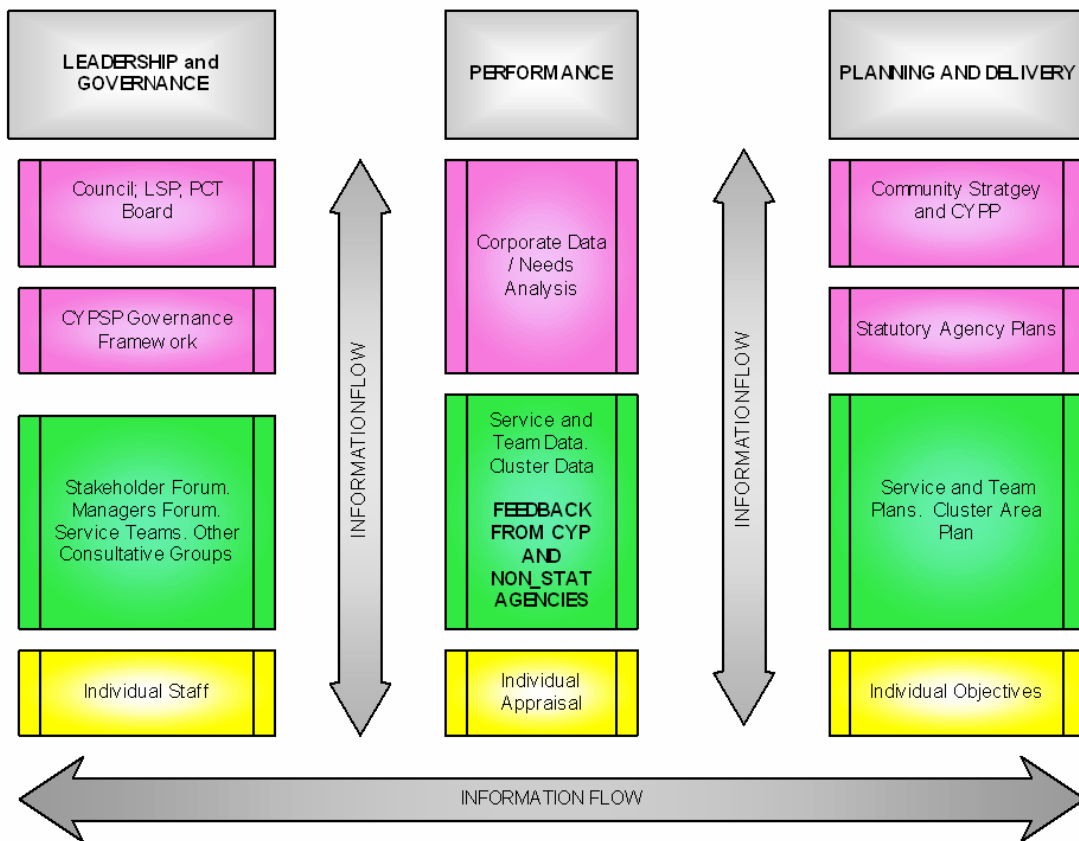 LEADERSHIP and
GOVERNANCE
PERFORMANCE
PLANNING AND DELIVERY
Council; LSP; PCT
Board
CYPSP Governance
Framework
Stakeholder Forum.
Managers Forum.
Service Teams. Other
Consultative Groups
Individual Staff
INFORMATIONFLOW
Corporate Data
/ Needs
Analysis
Service and
Team Data.
Cluster Data
FEEDBACK
FROM CYP
AND
NON_STAT
AGENCIES
Individual
Appraisal
INFORMATIONFLOW
Community Stratgey
and CYPP
Statutory Agency Plans
Service and Team
Plans. Cluster Area
Plan
Individual Objectives
INFORMATION FLOW